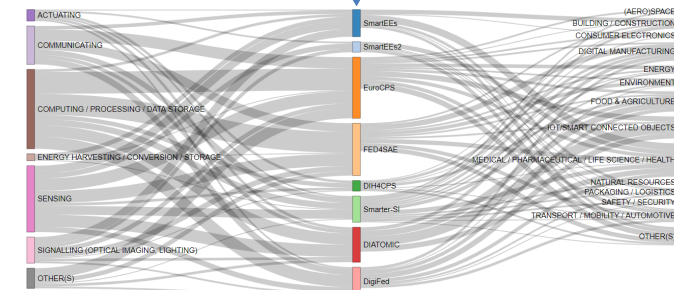 ACTUATING
COMMUNICATING
COMPUTING / PROCESSING / DATA STORAGE
ENERGY HARVESTING / CONVERSION / STORAGE
SENSING
SIGNALLING (OPTICAL IMAGING, LIGHTING)
OTHER(S)
SmartEEs
SmartEEs2
EuroCPS
FED4SAE
DIH4CPS
Smarter-SI
DIATOMIC
DigiFed
(AERO)SPACE
BUILDING / CONSTRUCTION
CONSUMER ELECTRONICS
DIGITAL MANUFACTURING
ENERGY
ENVIRONMENT
FOOD & AGRICULTURE
IOT/SMART CONNECTED OBJECTS
MEDICAL / PHARMACEUTICAL / LIFE SCIENCE / HEALTH
NATURAL RESOURCES
PACKAGING / LOGISTICS
SAFETY / SECURITY
TRANSPORT / MOBILITY / AUTOMOTIVE
OTHER(S)